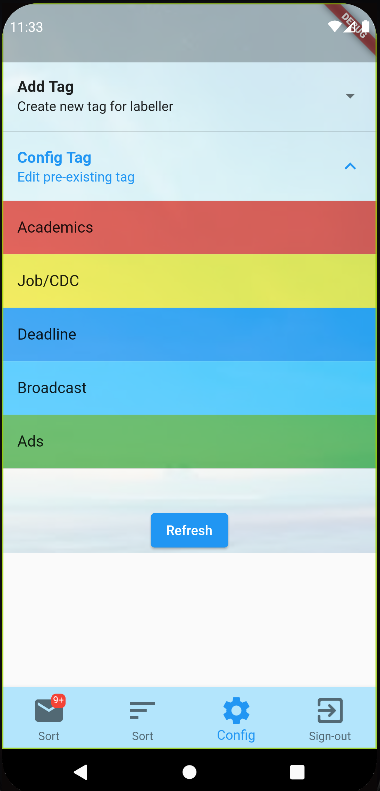 11:33
DEBUG
Add Tag
Create new tag for labeller
Config Tag
Edit pre-existing tag
Academics
Job/CDC
Deadline
Broadcast
Ads
Refresh
9+
Sort
Sort
Config
Sign-out